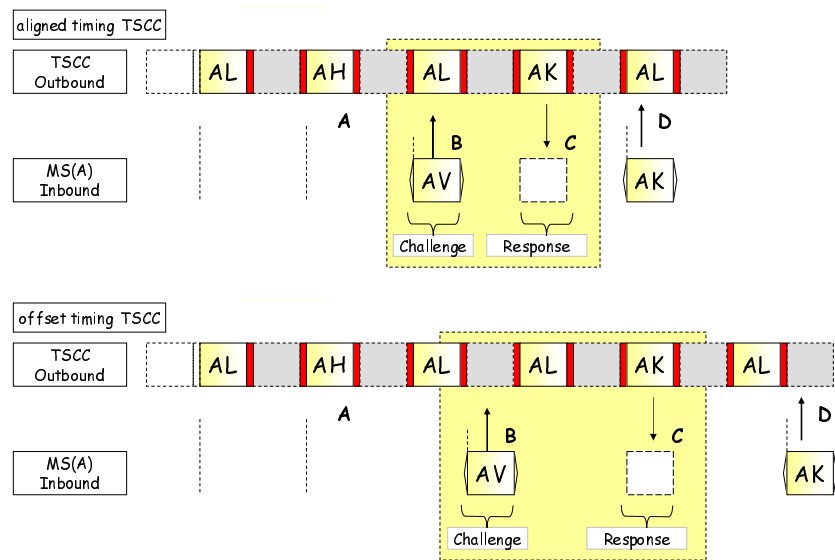 aligned timing TSCC
TSCC
Outbound
AL
AH
AL
AK
AL
A
B
C
D
MS(A)
Inbound
AV
AK
Challenge
Response
offset timing TSCC
TSCC
Outbound
AL
AH
AL
AL
AK
AL
A
B
C
D
MS(A)
Inbound
AV
AK
Challenge
Response